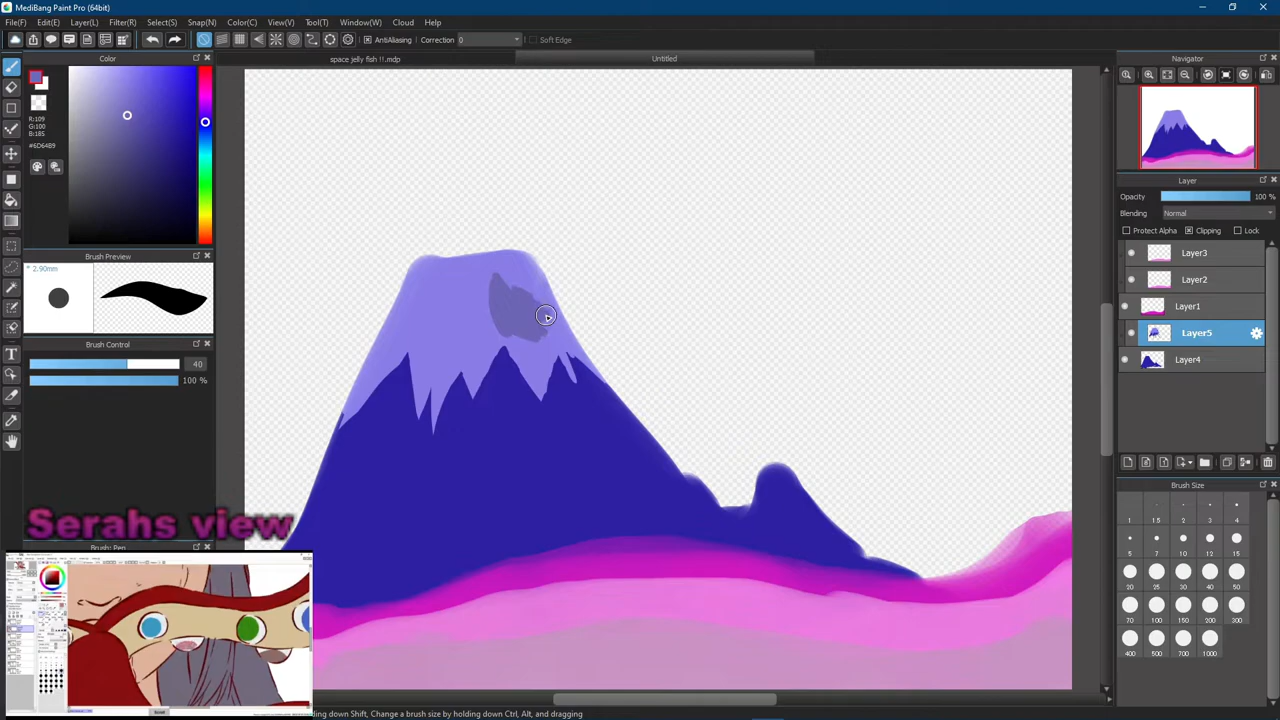 MediBang Paint Pro (64bit)
File(F) Edit(E) Layer(L) Filter(R) Select(S) Snap(N) Color(C) View(V) Tool(T) Window(W) Cloud Help
AntiAliasing Correction 0 Soft Edge
Color
space jelly fish !!.mdp
Untitled
Navigator
R:109
G:100
B:185
#6D64B9
Layer
Opacity 100 %
Blending Normal
Protect Alpha Clipping Lock
Layer3
Brush Preview
* 2.90mm
Layer2
Layer1
Layer5
Brush Control
Layer4
40
100 %
Brush Size
1 1.5 2 3 4
5 7 10 12 15
20 25 30 40 50
70 100 150 200 300
400 500 700 1000
Serahs view
Brush: Pen
ding down Shift, Change a brush size by holding down Ctrl, Alt, and dragging